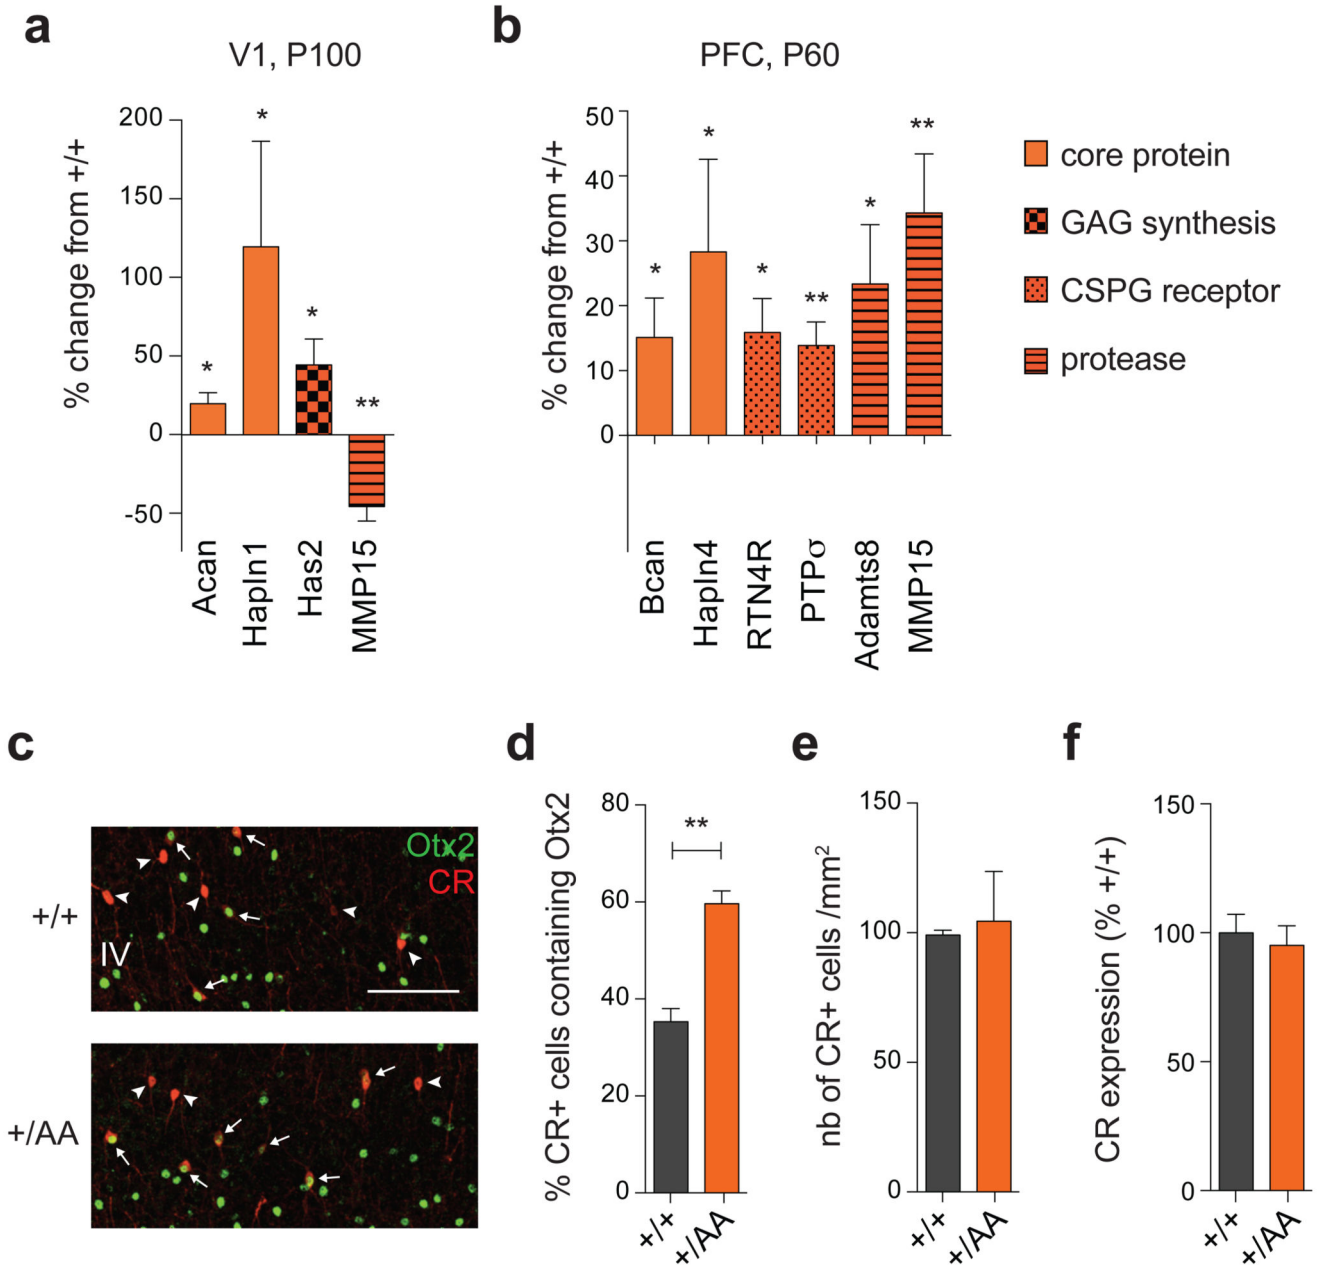 a
V1, P100
% change from +/+
200
150
100
50
0
-50
*
*
*
**
Acan
Hapln1
Has2
MMP15
b
PFC, P60
% change from +/+
50
40
30
20
10
0
*
*
*
**
*
**
Bcan
Hapln4
RTN4R
PTPσ
Adamts8
MMP15
core protein
GAG synthesis
CSPG receptor
protease
c
+/+
Otx2
CR
IV
+/AA
d
% CR+ cells containing Otx2
80
60
40
20
0
**
+/+
+/AA
e
nb of CR+ cells /mm²
150
100
50
0
+/+
+/AA
f
CR expression (% +/+)
150
100
50
0
+/+
+/AA